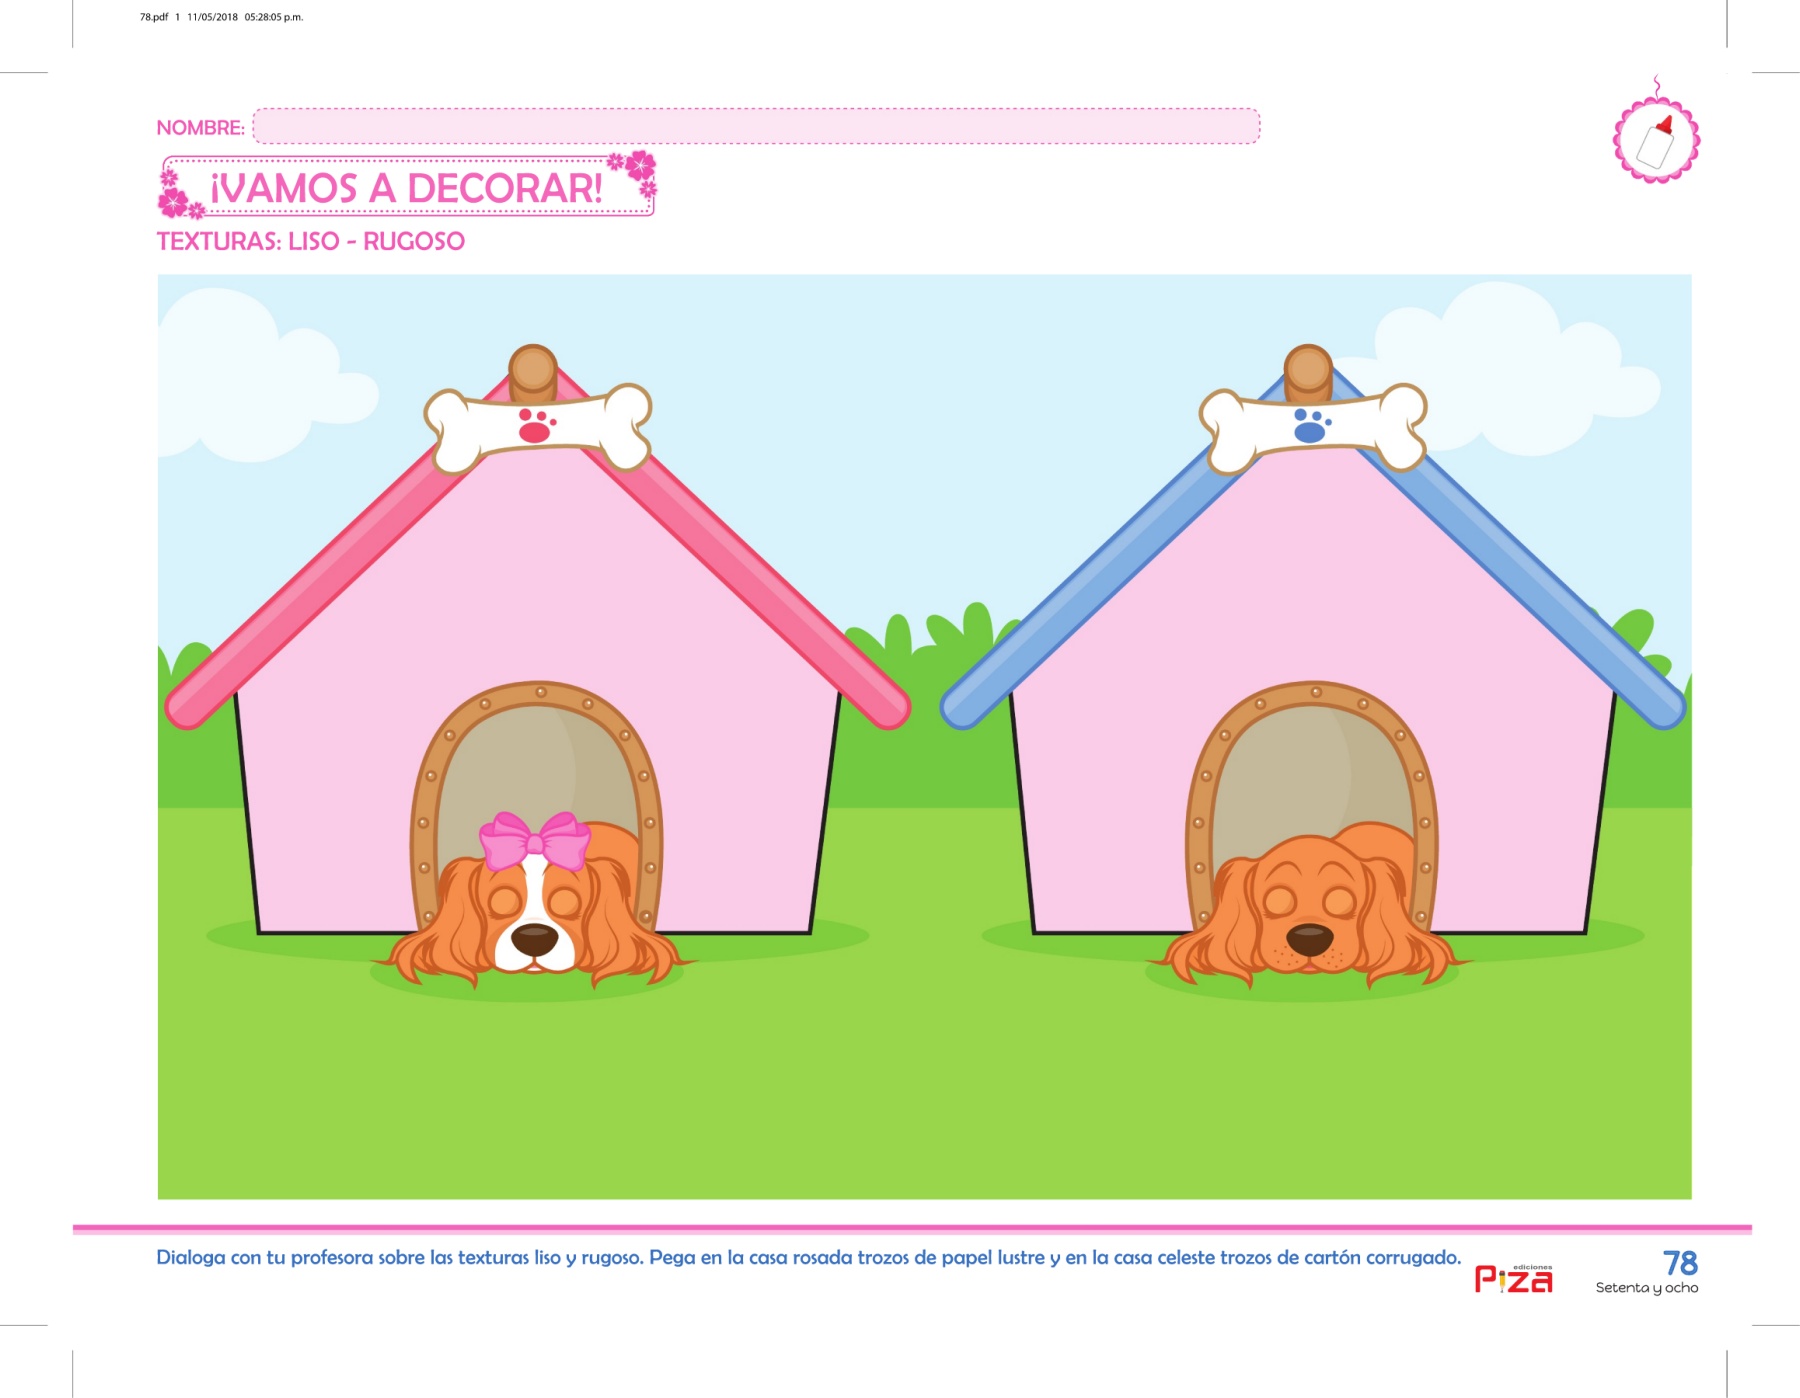 78.pdf 1 11/05/2018 05:28:05 p.m.
NOMBRE:
¡VAMOS A DECORAR!
TEXTURAS: LISO - RUGOSO
Dialoga con tu profesora sobre las texturas liso y rugoso. Pega en la casa rosada trozos de papel lustre y en la casa celeste trozos de cartón corrugado.
ediciones
Piza
78
Setenta y ocho